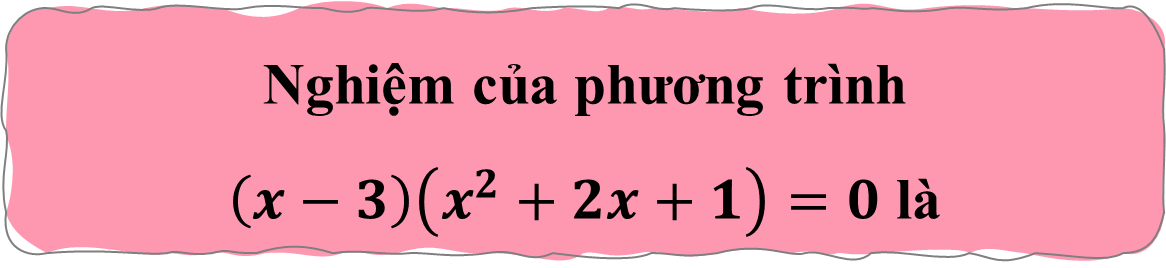 Nghiệm của phương trình
(x − 3)(x² + 2x + 1) = 0 là